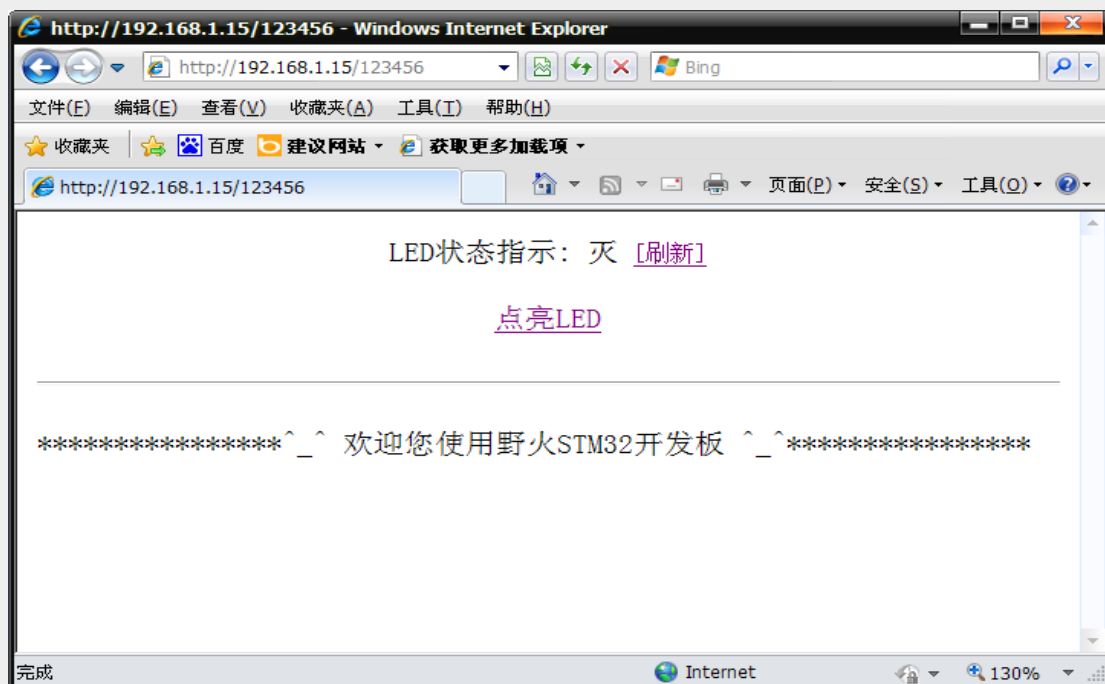 http://192.168.1.15/123456 - Windows Internet Explorer
http://192.168.1.15/123456 Bing
文件(F) 编辑(E) 查看(V) 收藏夹(A) 工具(T) 帮助(H)
收藏夹 百度 建议网站 获取更多加载项
http://192.168.1.15/123456 页面(P) 安全(S) 工具(O)
LED状态指示: 灭 [刷新]
点亮LED
****************^_^ 欢迎您使用野火STM32开发板 ^_^****************
完成 Internet 130%